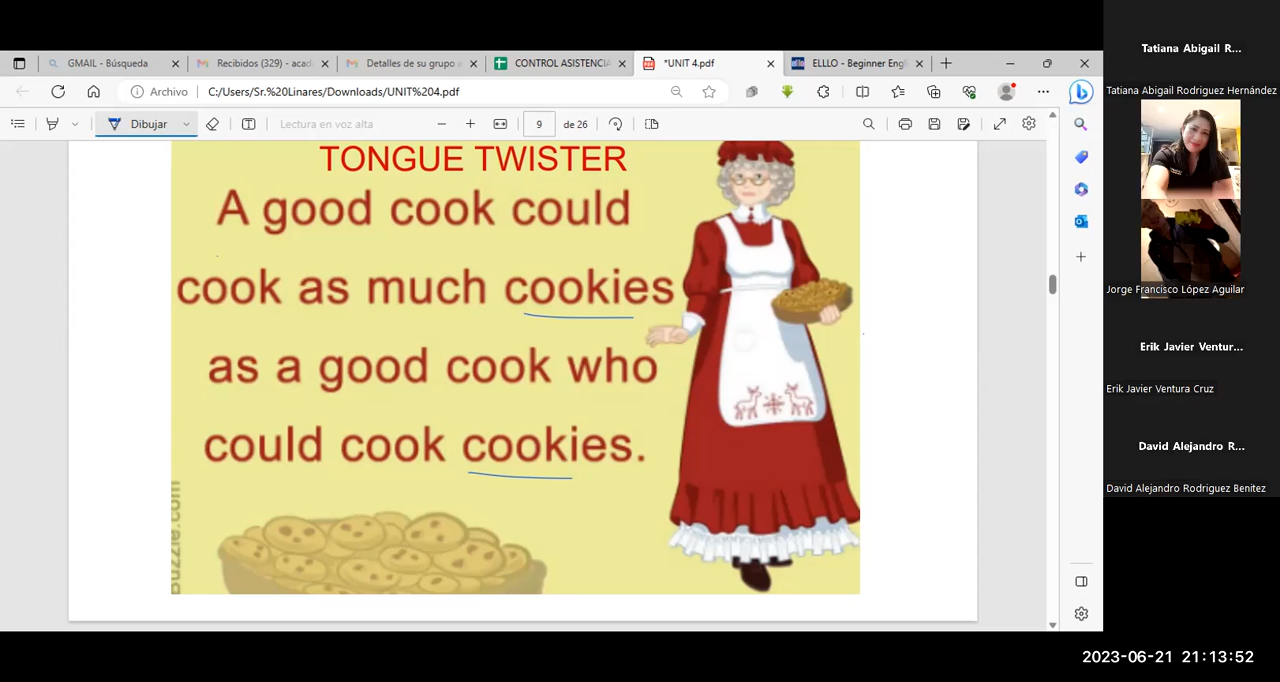 GMAIL - Búsqueda
Recibidos (329) - acad
Detalles de su grupo a
CONTROL ASISTENCIA
*UNIT 4.pdf
ELLLO - Beginner Engl
Archivo
C:/Users/Sr.%20Linares/Downloads/UNIT%204.pdf
Dibujar
Lectura en voz alta
9
de 26
TONGUE TWISTER
A good cook could
cook as much cookies
as a good cook who
could cook cookies.
Buzzle.com
Tatiana Abigail R...
Tatiana Abigail Rodriguez Hernández
Jorge Francisco López Aguilar
Erik Javier Ventur...
Erik Javier Ventura Cruz
David Alejandro R...
David Alejandro Rodriguez Benitez
2023-06-21 21:13:52